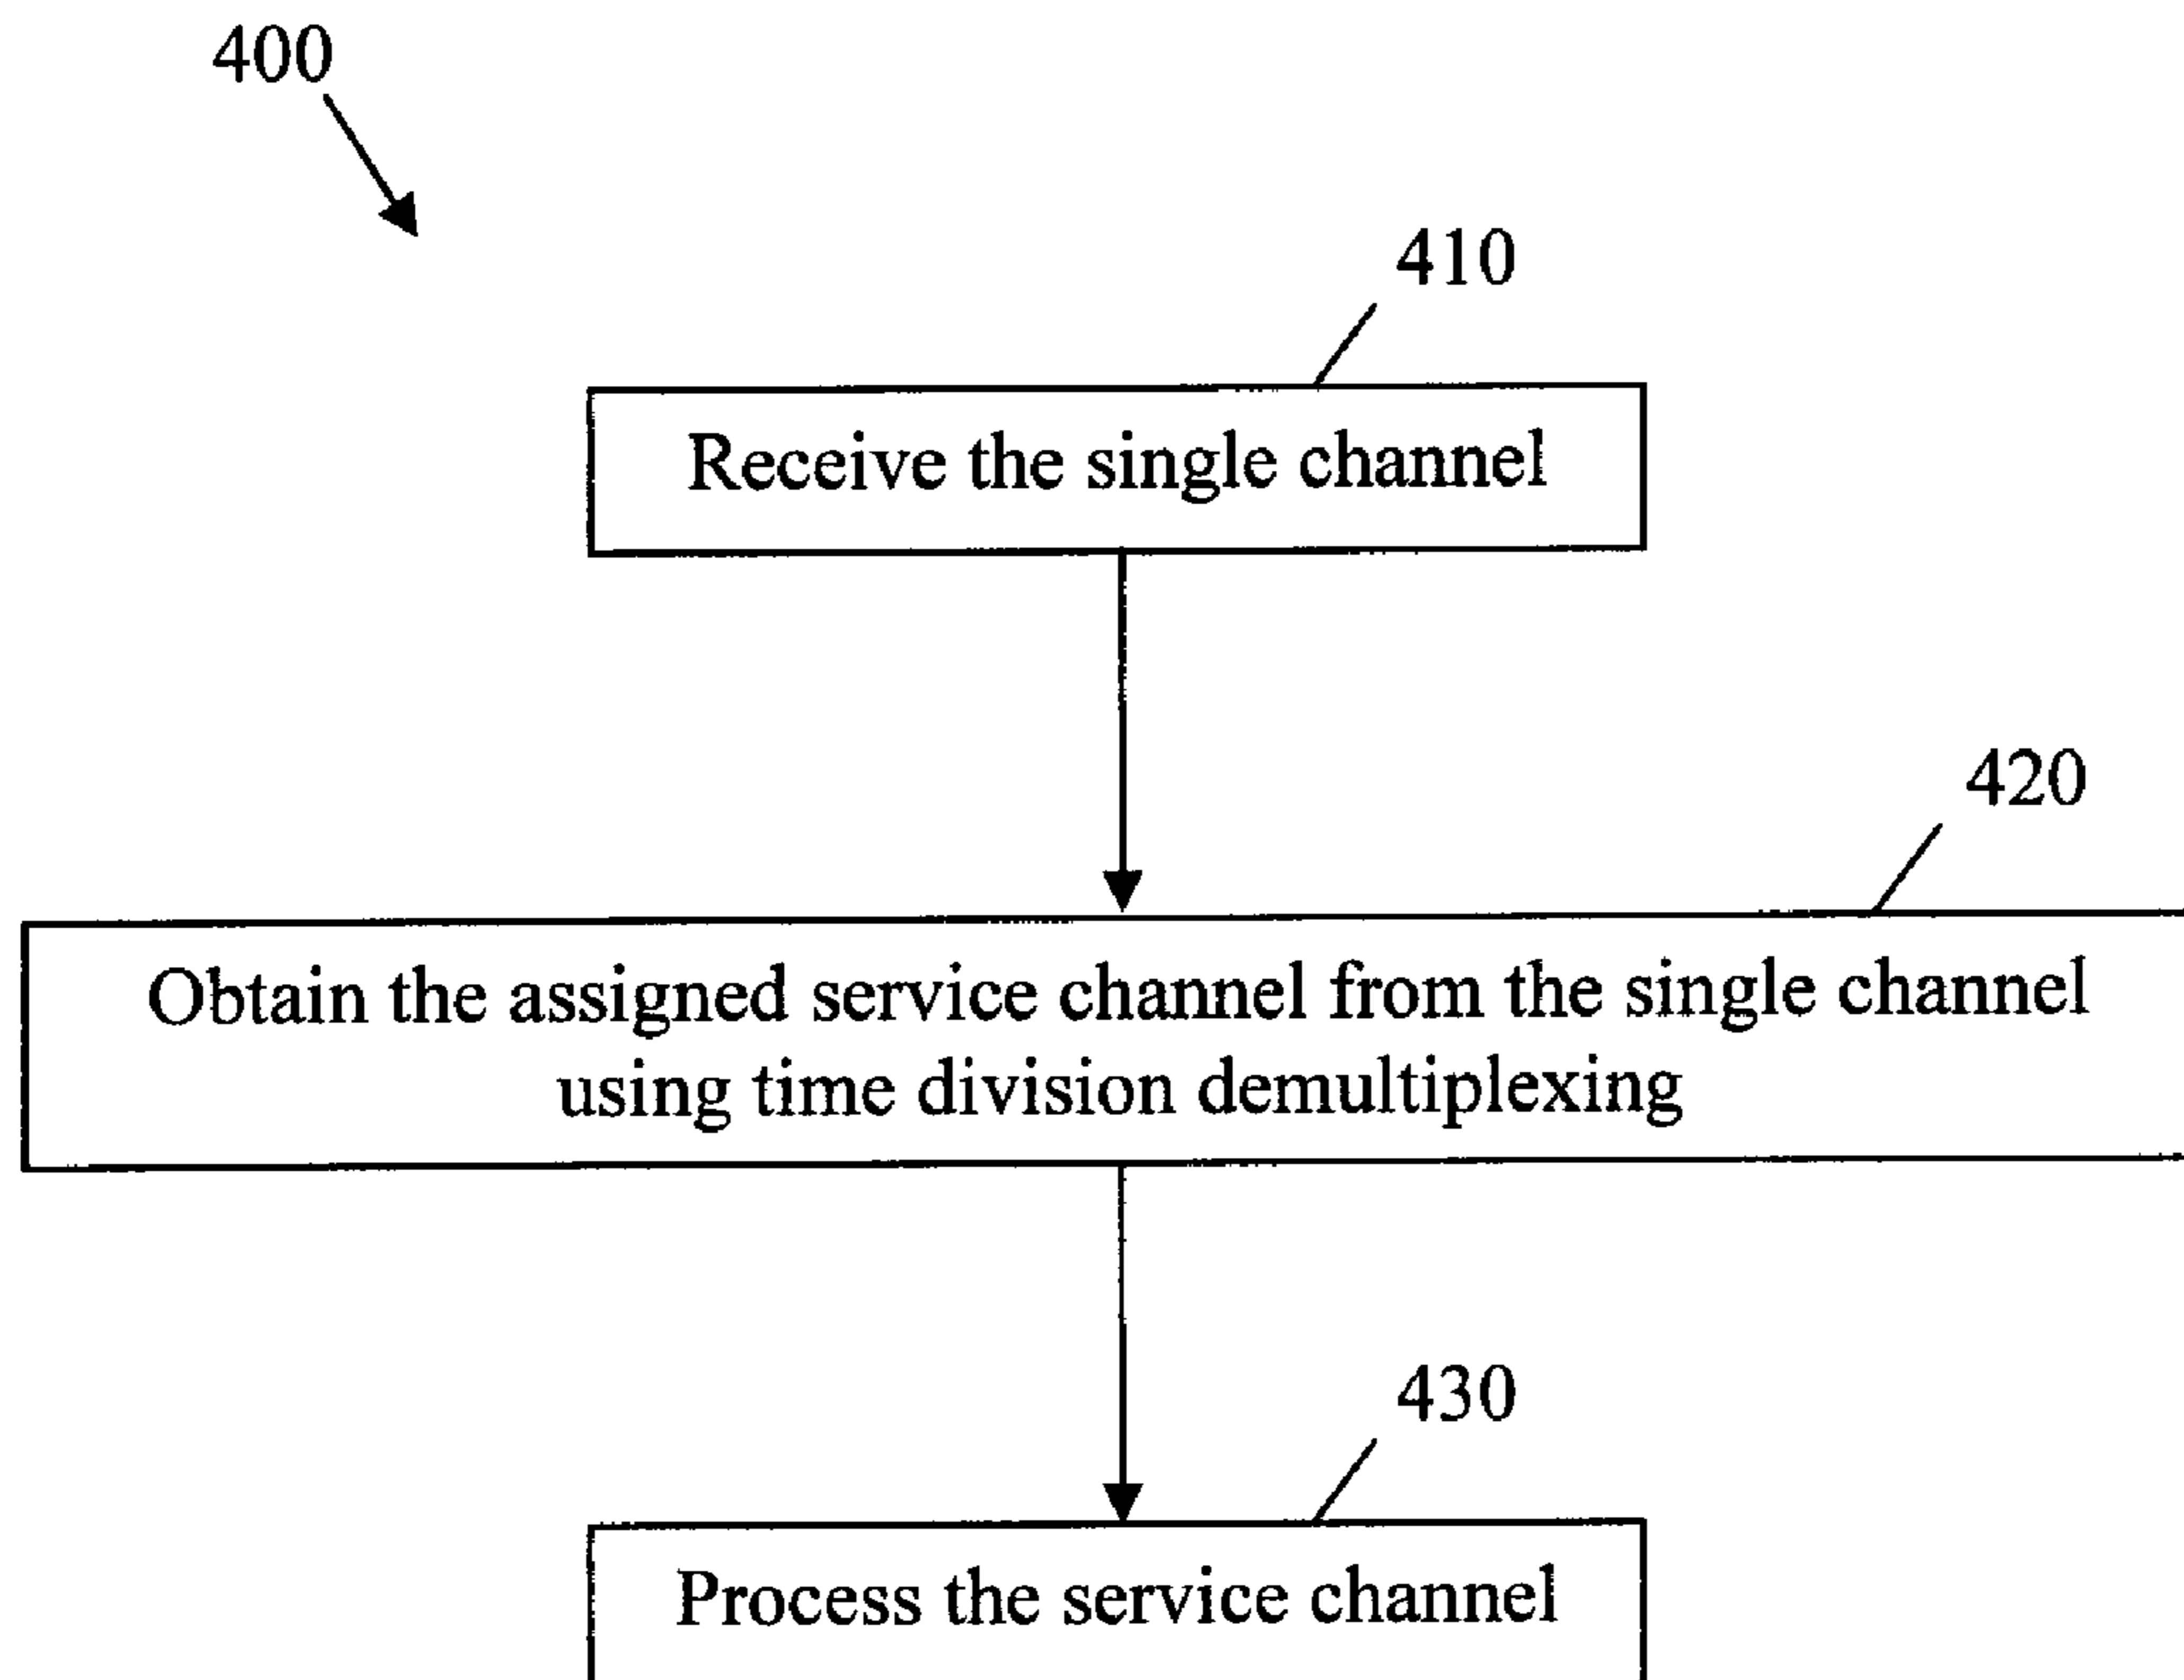 400
410
Receive the single channel
420
Obtain the assigned service channel from the single channel
using time division demultiplexing
430
Process the service channel